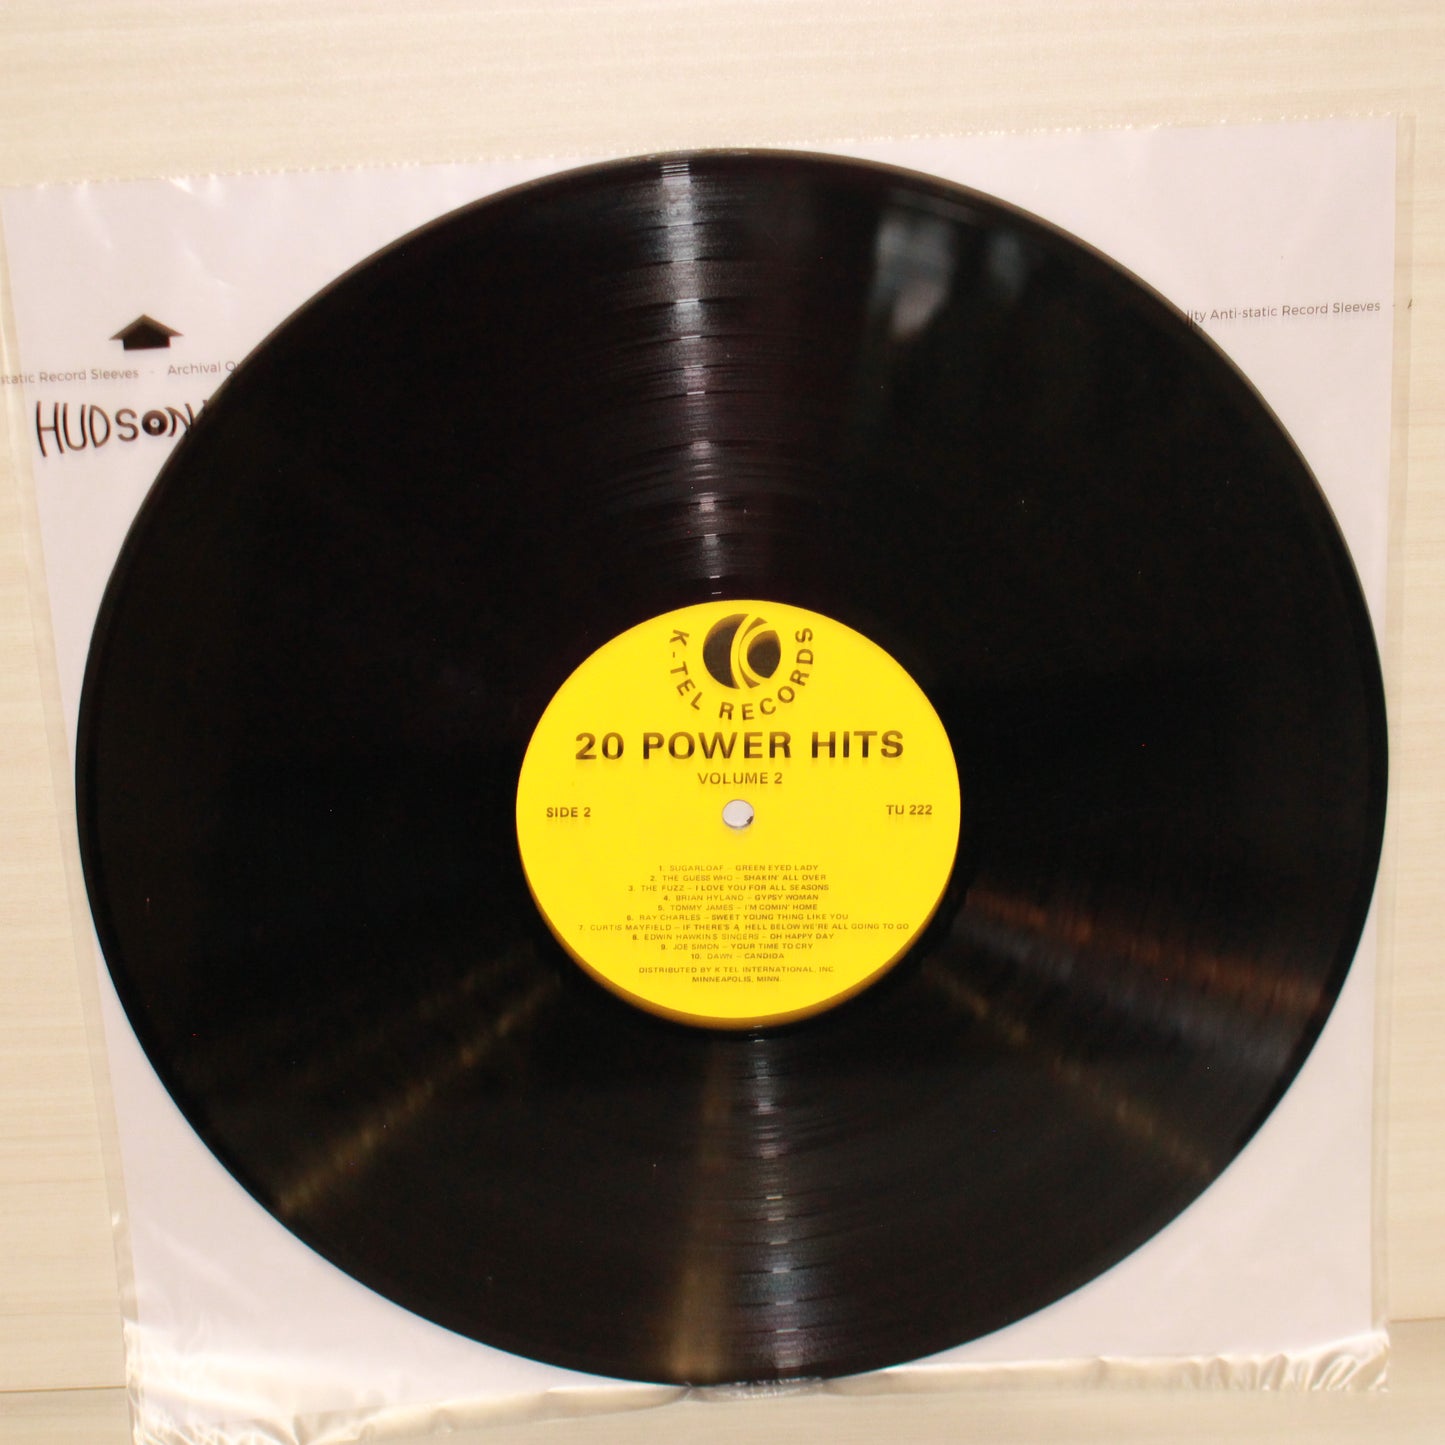 lity Anti-static Record Sleeves
static Record Sleeves - Archival Q
HUDSON
K-TEL RECORDS
20 POWER HITS
VOLUME 2
SIDE 2 TU 222
1. SUGARLOAF – GREEN EYED LADY
2. THE GUESS WHO – SHAKIN' ALL OVER
3. THE FUZZ – I LOVE YOU FOR ALL SEASONS
4. BRIAN HYLAND – GYPSY WOMAN
5. TOMMY JAMES – I'M COMIN' HOME
6. RAY CHARLES – SWEET YOUNG THING LIKE YOU
7. CURTIS MAYFIELD – IF THERE'S A HELL BELOW WE'RE ALL GOING TO GO
8. EDWIN HAWKINS SINGERS – OH HAPPY DAY
9. JOE SIMON – YOUR TIME TO CRY
10. DAWN – CANDIDA
DISTRIBUTED BY K TEL INTERNATIONAL, INC.
MINNEAPOLIS, MINN.